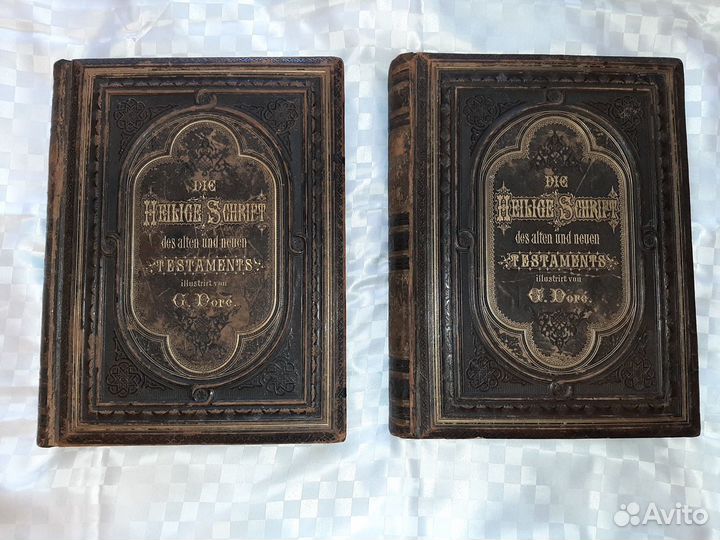 DIE
HEILIGE SCHRIFT
des alten und neuen
TESTAMENTS
illustrirt von
G. Doré.
DIE
HEILIGE SCHRIFT
des alten und neuen
TESTAMENTS
illustrirt von
G. Doré.
Avito